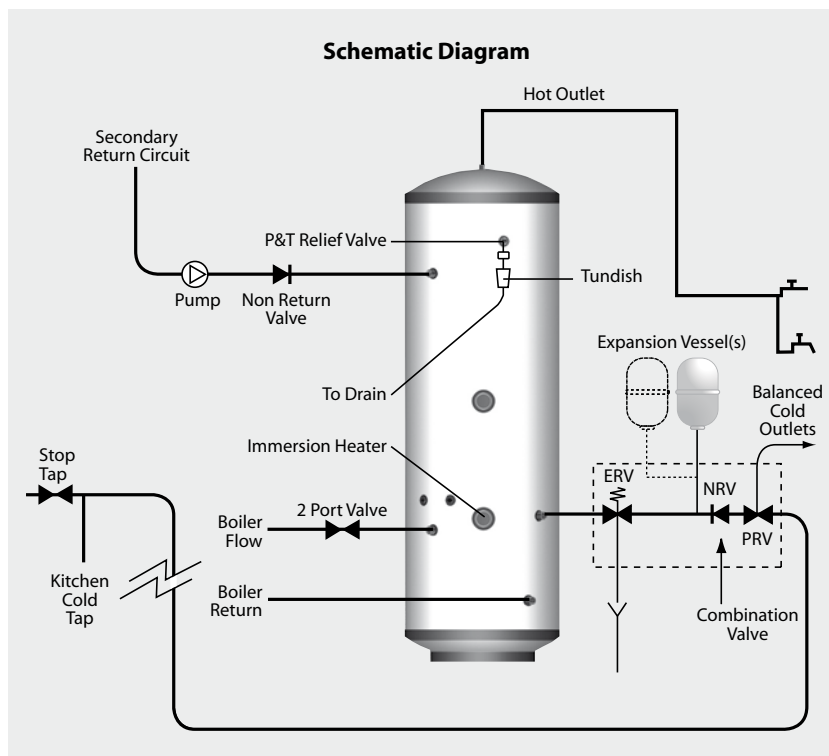 Schematic Diagram
Hot Outlet
Secondary
Return Circuit
P&T Relief Valve
Tundish
Pump
Non Return
Valve
Expansion Vessel(s)
To Drain
Balanced
Cold
Outlets
Immersion Heater
Stop
Tap
ERV
NRV
2 Port Valve
Boiler
Flow
PRV
Kitchen
Cold
Tap
Boiler
Return
Combination
Valve